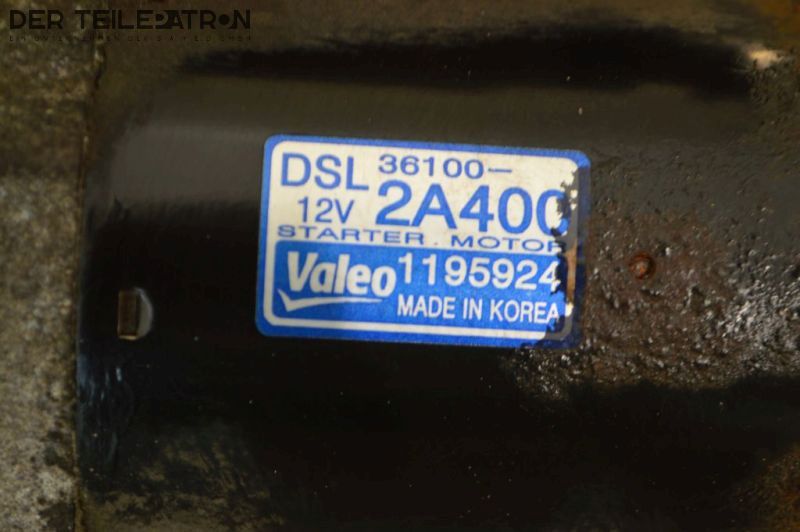 DER TEILEPATRON
DSL 36100-
12V 2A400
STARTER MOTOR
Valeo 1195924
MADE IN KOREA